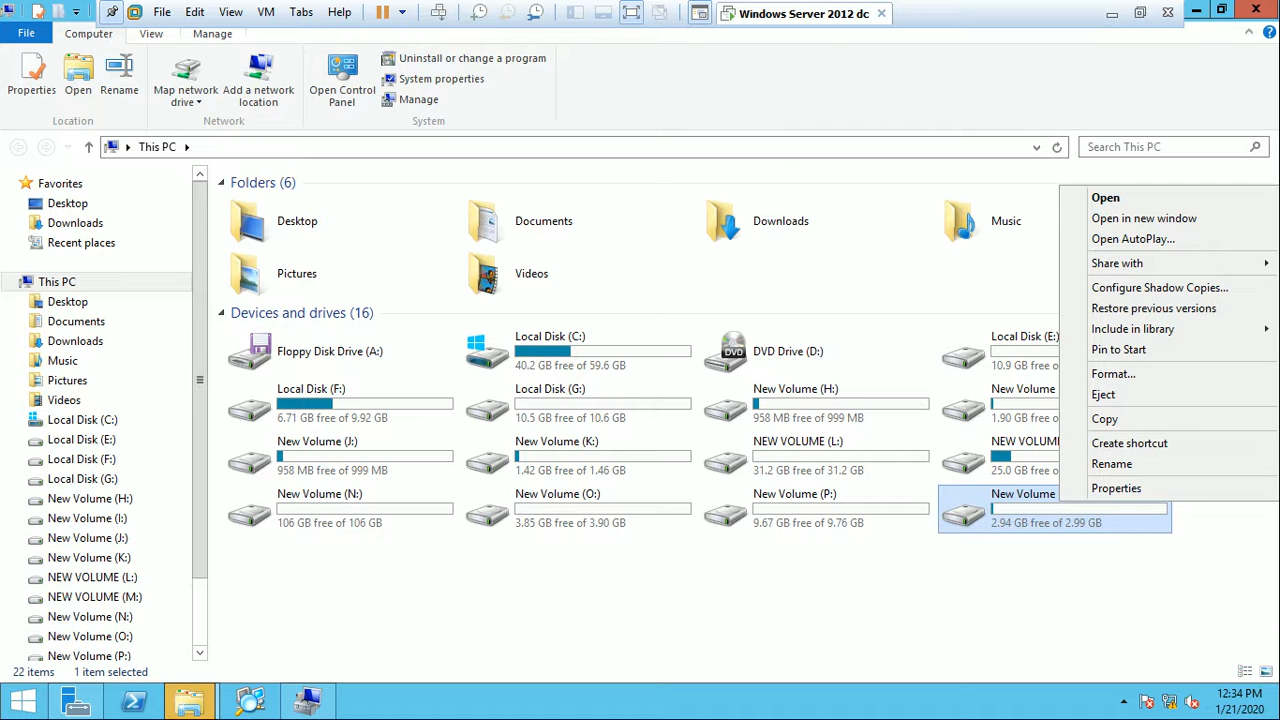 File Edit View VM Tabs Help Windows Server 2012 dc
File Computer View Manage
Properties Open Rename Map network drive Add a network location Open Control Panel
Uninstall or change a program
System properties
Manage
Location Network System
This PC
Search This PC
Favorites
Desktop
Downloads
Recent places
This PC
Desktop
Documents
Downloads
Music
Pictures
Videos
Local Disk (C:)
Local Disk (E:)
Local Disk (F:)
Local Disk (G:)
New Volume (H:)
New Volume (I:)
New Volume (J:)
New Volume (K:)
NEW VOLUME (L:)
NEW VOLUME (M:)
New Volume (N:)
New Volume (O:)
New Volume (P:)
Folders (6)
Desktop Documents Downloads Music
Pictures Videos
Devices and drives (16)
Floppy Disk Drive (A:)
Local Disk (C:)
40.2 GB free of 59.6 GB
DVD DVD Drive (D:)
Local Disk (E:)
10.9 GB free
Local Disk (F:)
6.71 GB free of 9.92 GB
Local Disk (G:)
10.5 GB free of 10.6 GB
New Volume (H:)
958 MB free of 999 MB
New Volume
1.90 GB free
New Volume (J:)
958 MB free of 999 MB
New Volume (K:)
1.42 GB free of 1.46 GB
NEW VOLUME (L:)
31.2 GB free of 31.2 GB
NEW VOLUME
25.0 GB free
New Volume (N:)
106 GB free of 106 GB
New Volume (O:)
3.85 GB free of 3.90 GB
New Volume (P:)
9.67 GB free of 9.76 GB
New Volume
2.94 GB free of 2.99 GB
Open
Open in new window
Open AutoPlay...
Share with
Configure Shadow Copies...
Restore previous versions
Include in library
Pin to Start
Format...
Eject
Copy
Create shortcut
Rename
Properties
22 items 1 item selected
12:34 PM
1/21/2020